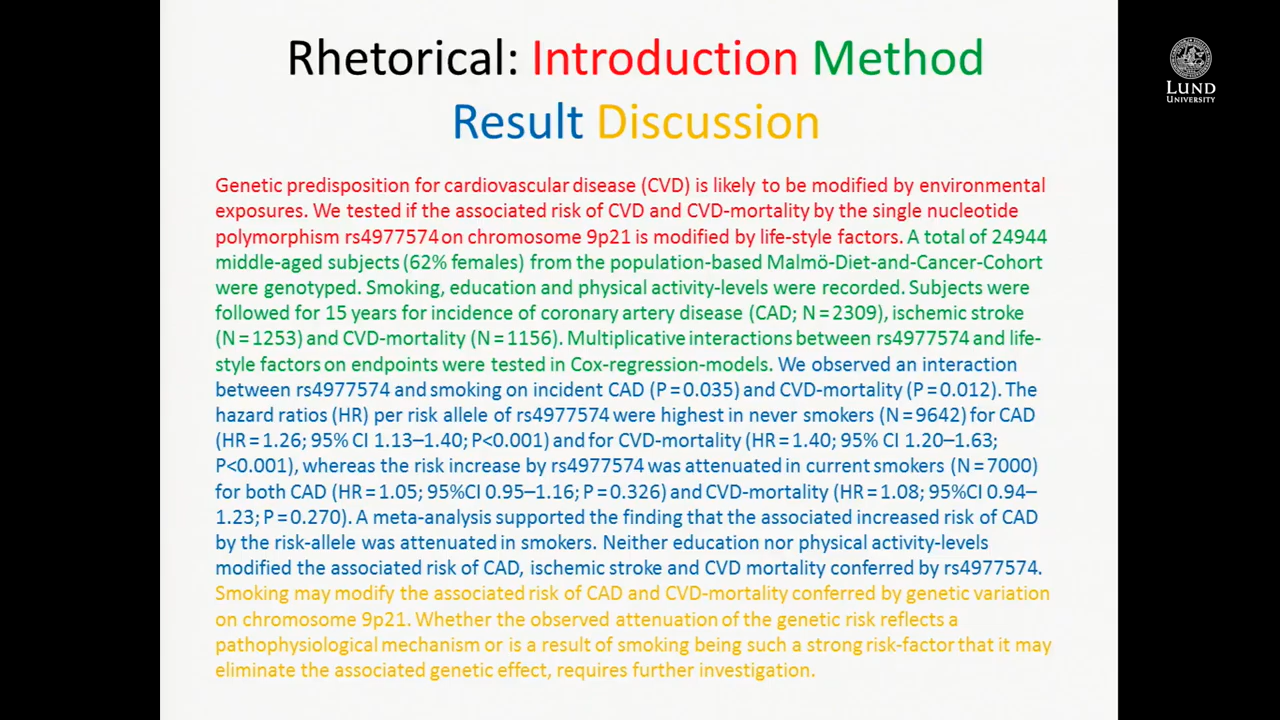 Rhetorical: Introduction Method
Result Discussion
LUND
UNIVERSITY
Genetic predisposition for cardiovascular disease (CVD) is likely to be modified by environmental
exposures. We tested if the associated risk of CVD and CVD-mortality by the single nucleotide
polymorphism rs4977574 on chromosome 9p21 is modified by life-style factors. A total of 24944
middle-aged subjects (62% females) from the population-based Malmö-Diet-and-Cancer-Cohort
were genotyped. Smoking, education and physical activity-levels were recorded. Subjects were
followed for 15 years for incidence of coronary artery disease (CAD; N = 2309), ischemic stroke
(N = 1253) and CVD-mortality (N = 1156). Multiplicative interactions between rs4977574 and life-
style factors on endpoints were tested in Cox-regression-models. We observed an interaction
between rs4977574 and smoking on incident CAD (P = 0.035) and CVD-mortality (P = 0.012). The
hazard ratios (HR) per risk allele of rs4977574 were highest in never smokers (N = 9642) for CAD
(HR = 1.26; 95% CI 1.13–1.40; P<0.001) and for CVD-mortality (HR = 1.40; 95% CI 1.20–1.63;
P<0.001), whereas the risk increase by rs4977574 was attenuated in current smokers (N = 7000)
for both CAD (HR = 1.05; 95%CI 0.95–1.16; P = 0.326) and CVD-mortality (HR = 1.08; 95%CI 0.94–
1.23; P = 0.270). A meta-analysis supported the finding that the associated increased risk of CAD
by the risk-allele was attenuated in smokers. Neither education nor physical activity-levels
modified the associated risk of CAD, ischemic stroke and CVD mortality conferred by rs4977574.
Smoking may modify the associated risk of CAD and CVD-mortality conferred by genetic variation
on chromosome 9p21. Whether the observed attenuation of the genetic risk reflects a
pathophysiological mechanism or is a result of smoking being such a strong risk-factor that it may
eliminate the associated genetic effect, requires further investigation.